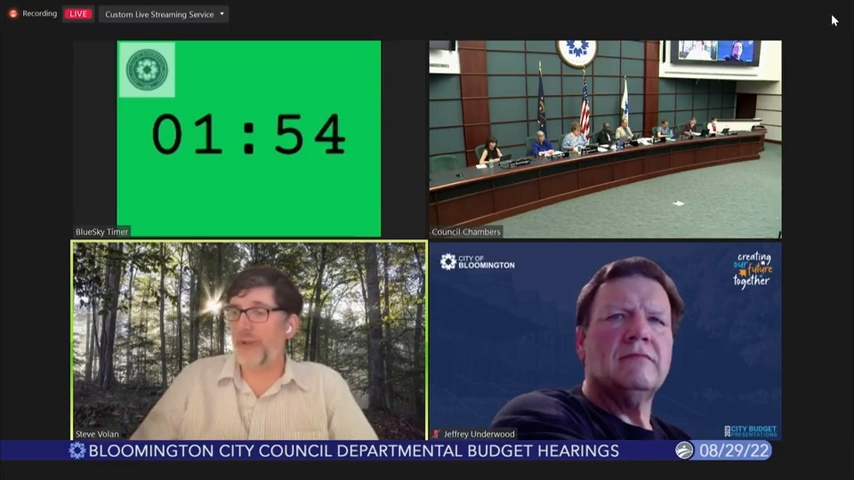 Recording
LIVE
Custom Live Streaming Service
01:54
BlueSky Timer
Council Chambers
CITY OF
BLOOMINGTON
creating
our future
together
Steve Volan
Jeffrey Underwood
CITY BUDGET
PRESENTATIONS
BLOOMINGTON CITY COUNCIL DEPARTMENTAL BUDGET HEARINGS
08/29/22